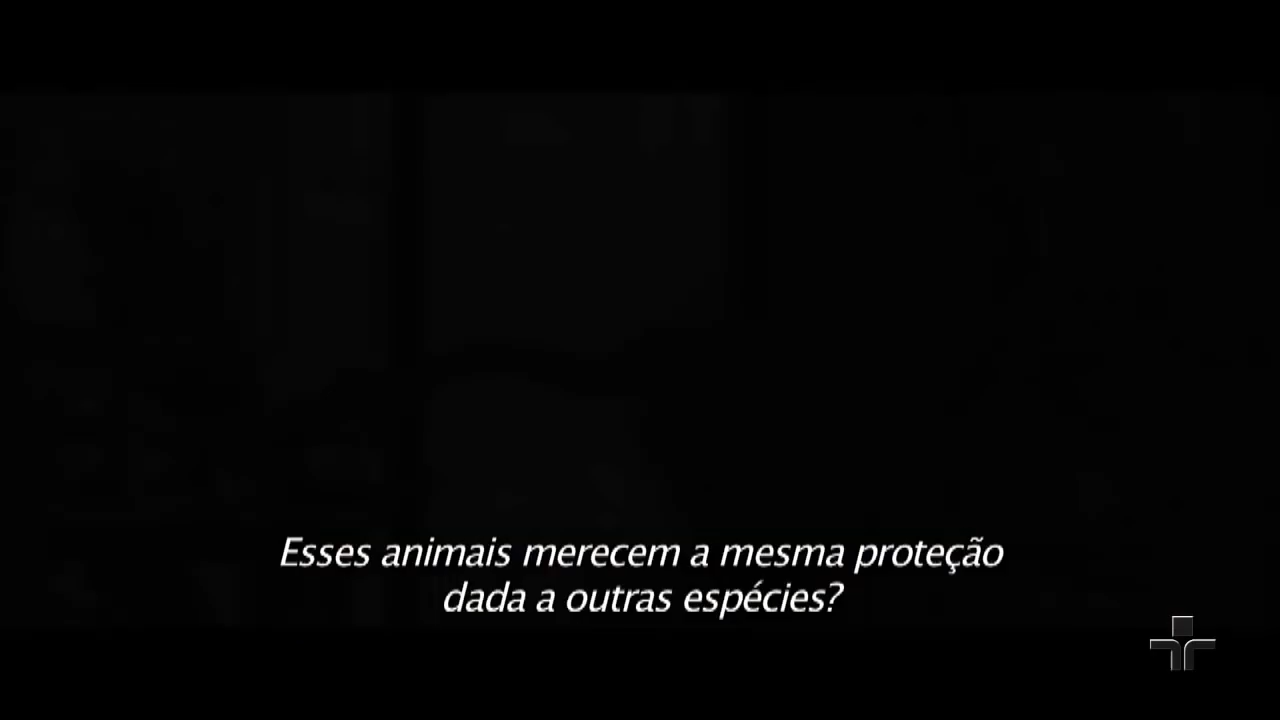 Esses animais merecem a mesma proteção
dada a outras espécies?